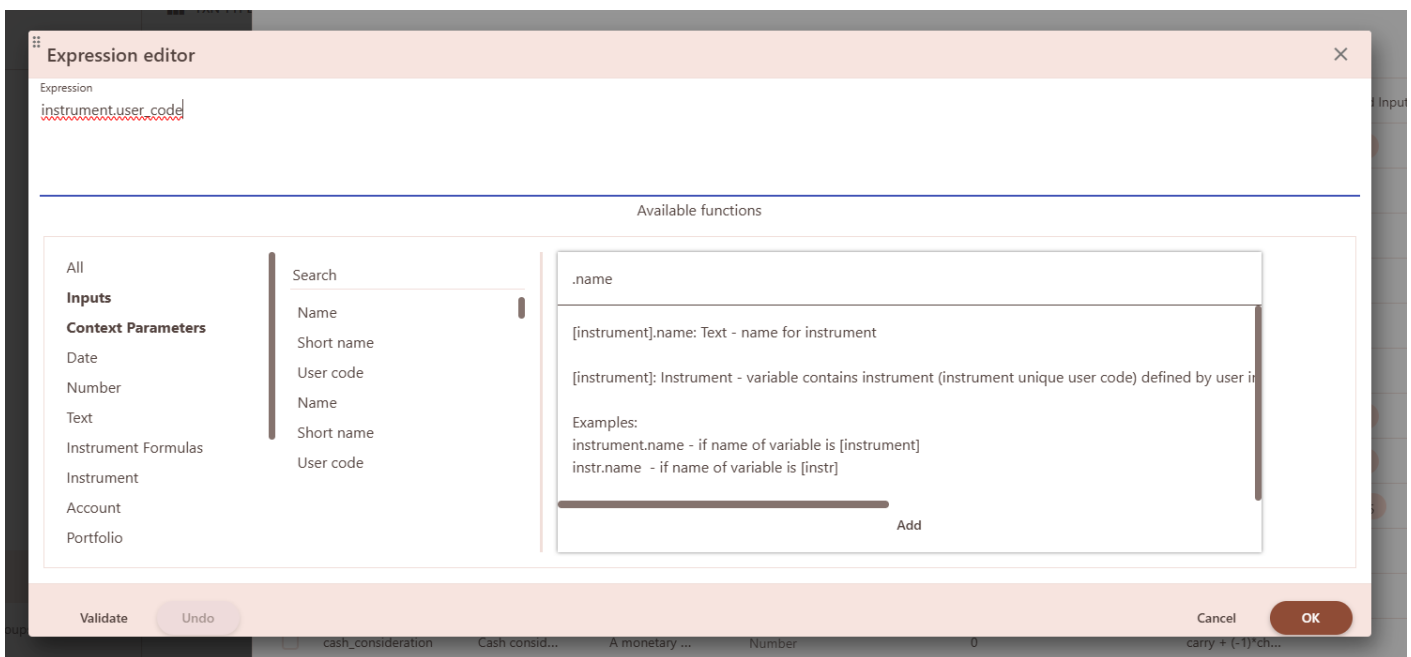 Expression editor
Expression
instrument.user_code
d Input
Available functions
All
Inputs
Context Parameters
Date
Number
Text
Instrument Formulas
Instrument
Account
Portfolio
Search
Name
Short name
User code
Name
Short name
User code
.name
[instrument].name: Text - name for instrument
[instrument]: Instrument - variable contains instrument (instrument unique user code) defined by user in
Examples:
instrument.name - if name of variable is [instrument]
instr.name - if name of variable is [instr]
Add
Validate
Undo
Cancel
OK
oup
cash_consideration Cash consid... A monetary ... Number 0 carry + (-1)*ch...